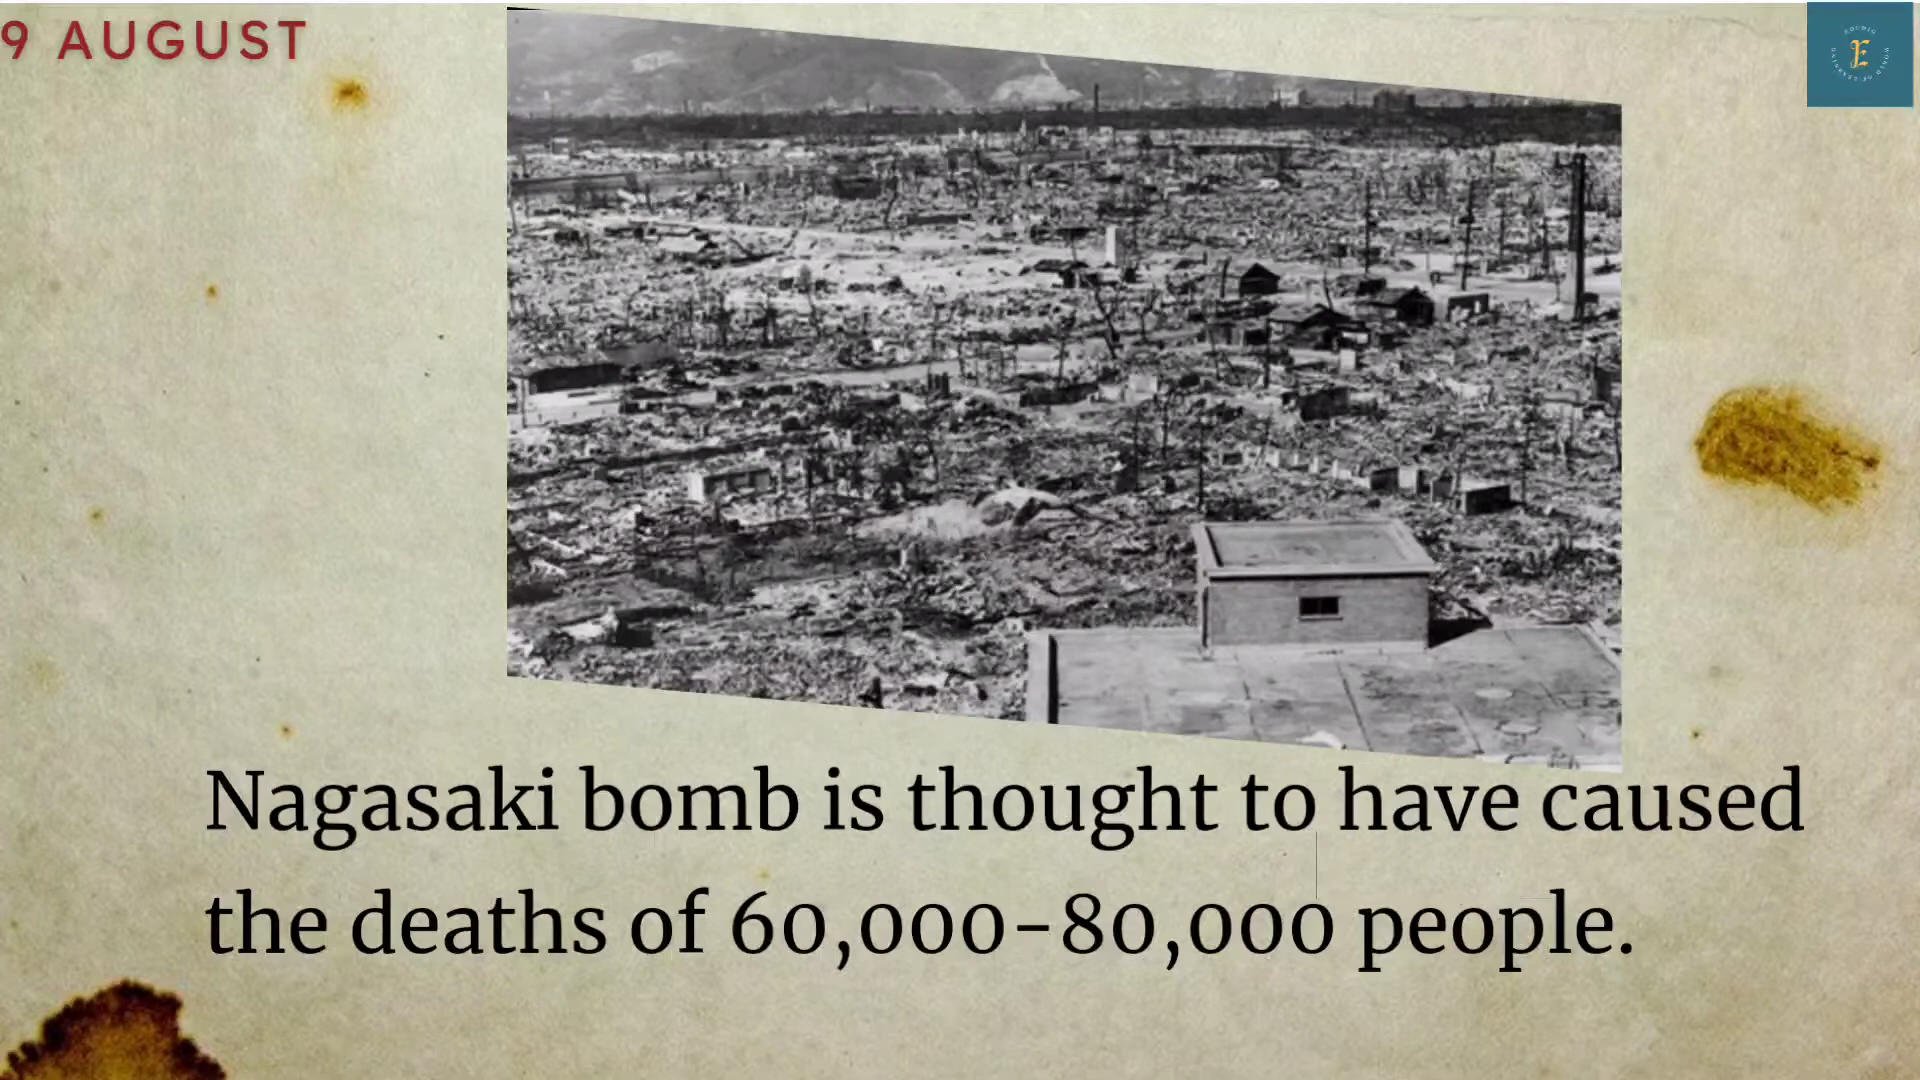 9 AUGUST
E
Nagasaki bomb is thought to have caused
the deaths of 60,000-80,000 people.